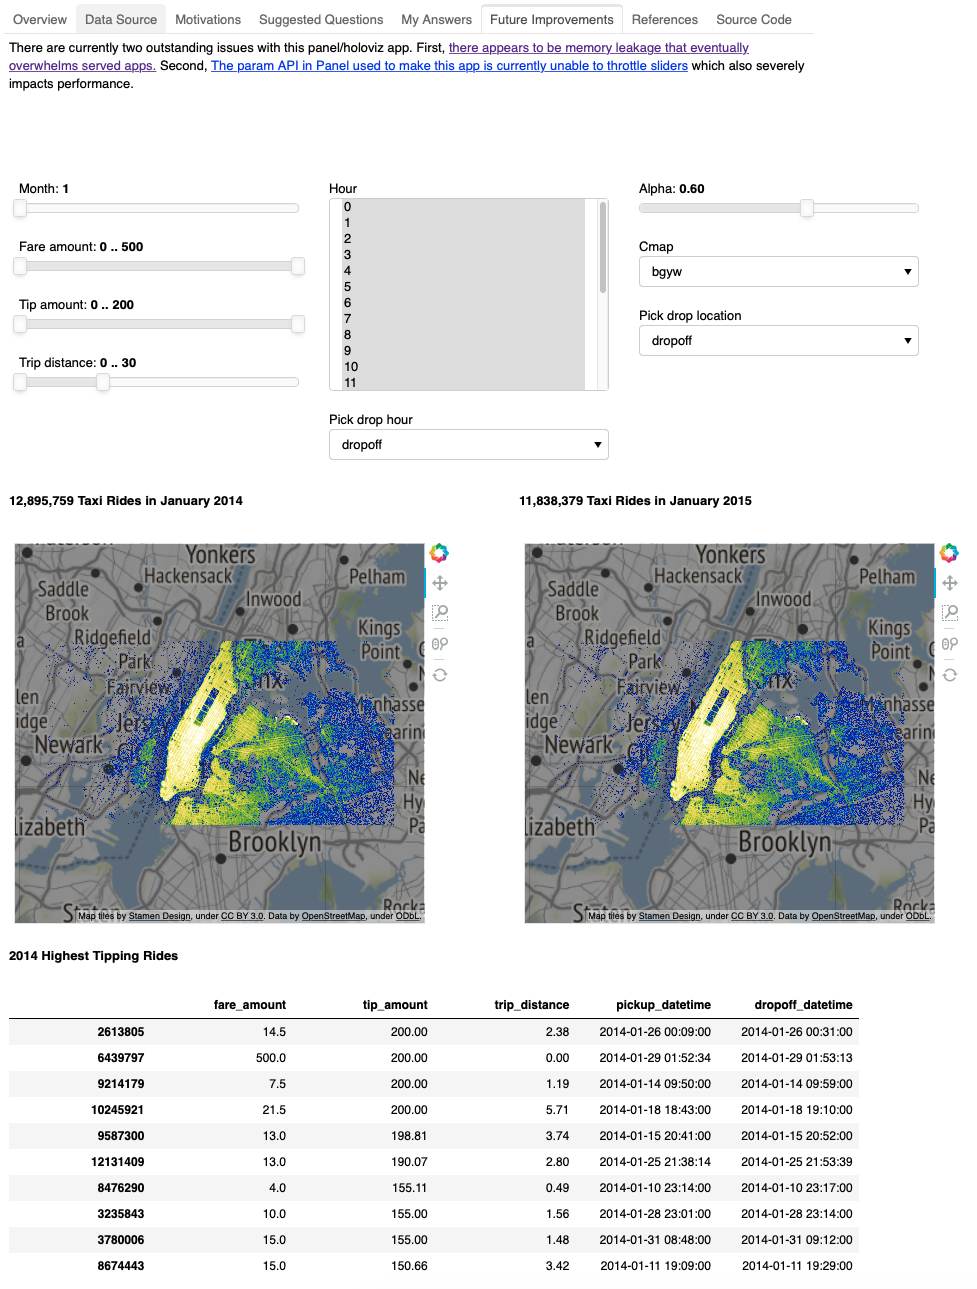 Overview Data Source Motivations Suggested Questions My Answers Future Improvements References Source Code
There are currently two outstanding issues with this panel/holoviz app. First, there appears to be memory leakage that eventually
overwhelms served apps. Second, The param API in Panel used to make this app is currently unable to throttle sliders which also severely
impacts performance.
Month: 1
Fare amount: 0 .. 500
Tip amount: 0 .. 200
Trip distance: 0 .. 30
Hour
0
1
2
3
4
5
6
7
8
9
10
11
Pick drop hour
dropoff
Alpha: 0.60
Cmap
bgyw
Pick drop location
dropoff
12,895,759 Taxi Rides in January 2014
11,838,379 Taxi Rides in January 2015
Yonkers
Hackensack
Pelham
Saddle
Brook
Inwood
Ridgefield
Park
Kings
Point
Fairview
Newark
Brooklyn
Map tiles by Stamen Design, under CC BY 3.0. Data by OpenStreetMap, under ODbL.
Yonkers
Hackensack
Pelham
Saddle
Brook
Inwood
Ridgefield
Park
Kings
Point
Fairview
Jersey
Newark
Brooklyn
Map tiles by Stamen Design, under CC BY 3.0. Data by OpenStreetMap, under ODbL.
2014 Highest Tipping Rides
fare_amount tip_amount trip_distance pickup_datetime dropoff_datetime
2613805 14.5 200.00 2.38 2014-01-26 00:09:00 2014-01-26 00:31:00
6439797 500.0 200.00 0.00 2014-01-29 01:52:34 2014-01-29 01:53:13
9214179 7.5 200.00 1.19 2014-01-14 09:50:00 2014-01-14 09:59:00
10245921 21.5 200.00 5.71 2014-01-18 18:43:00 2014-01-18 19:10:00
9587300 13.0 198.81 3.74 2014-01-15 20:41:00 2014-01-15 20:52:00
12131409 13.0 190.07 2.80 2014-01-25 21:38:14 2014-01-25 21:53:39
8476290 4.0 155.11 0.49 2014-01-10 23:14:00 2014-01-10 23:17:00
3235843 10.0 155.00 1.56 2014-01-28 23:01:00 2014-01-28 23:14:00
3780006 15.0 155.00 1.48 2014-01-31 08:48:00 2014-01-31 09:12:00
8674443 15.0 150.66 3.42 2014-01-11 19:09:00 2014-01-11 19:29:00